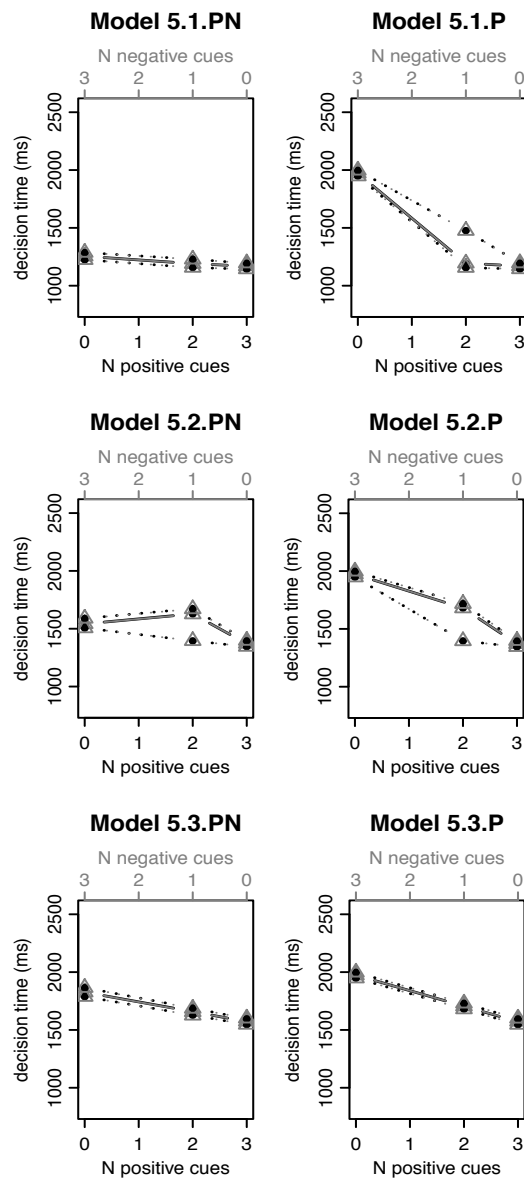 Model 5.1.PN
N negative cues
3 2 1 0
decision time (ms)
2500
2000
1500
1000
0 1 2 3
N positive cues
Model 5.1.P
N negative cues
3 2 1 0
decision time (ms)
2500
2000
1500
1000
0 1 2 3
N positive cues
Model 5.2.PN
N negative cues
3 2 1 0
decision time (ms)
2500
2000
1500
1000
0 1 2 3
N positive cues
Model 5.2.P
N negative cues
3 2 1 0
decision time (ms)
2500
2000
1500
1000
0 1 2 3
N positive cues
Model 5.3.PN
N negative cues
3 2 1 0
decision time (ms)
2500
2000
1500
1000
0 1 2 3
N positive cues
Model 5.3.P
N negative cues
3 2 1 0
decision time (ms)
2500
2000
1500
1000
0 1 2 3
N positive cues